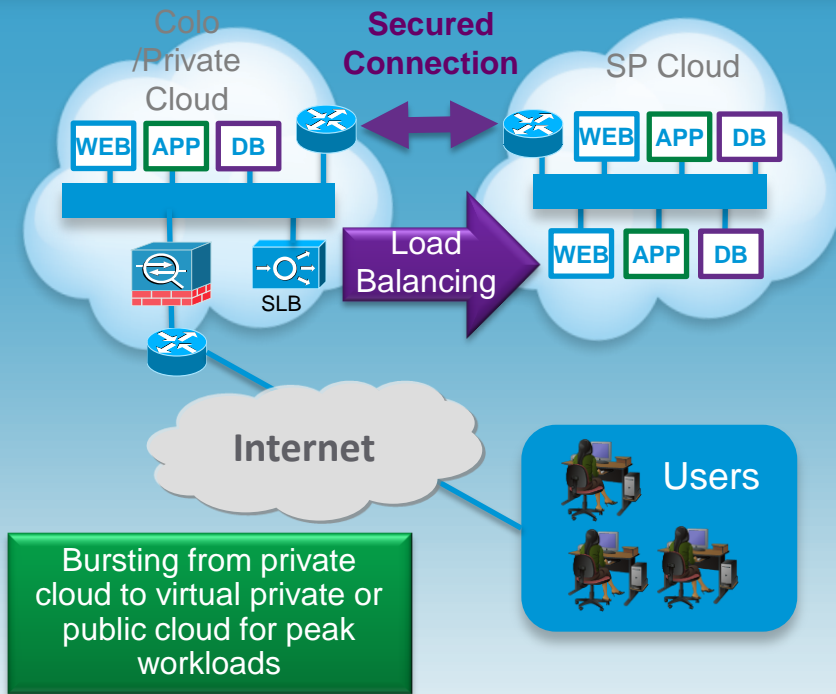 Colo
/Private
Cloud
Secured
Connection
SP Cloud
WEB APP DB
WEB APP DB
WEB APP DB
SLB
Load
Balancing
Internet
Users
Bursting from private
cloud to virtual private or
public cloud for peak
workloads